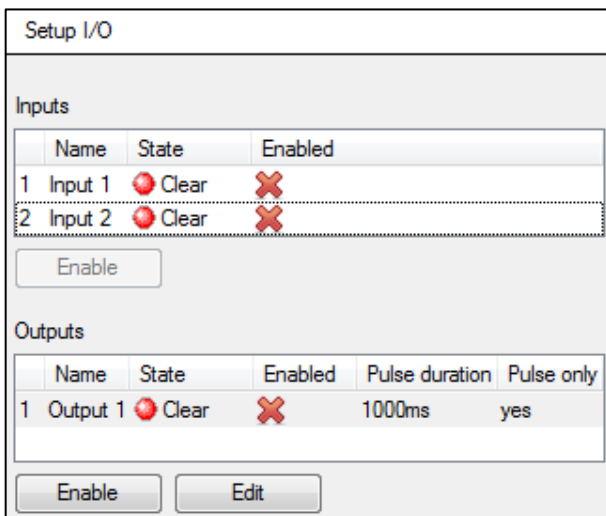 Setup I/O
Inputs
Name State Enabled
1 Input 1 Clear
2 Input 2 Clear
Enable
Outputs
Name State Enabled Pulse duration Pulse only
1 Output 1 Clear 1000ms yes
Enable Edit